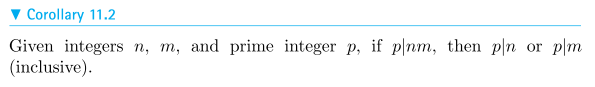 ▼ Corollary 11.2
Given integers n, m, and prime integer p, if p|nm, then p|n or p|m
(inclusive).